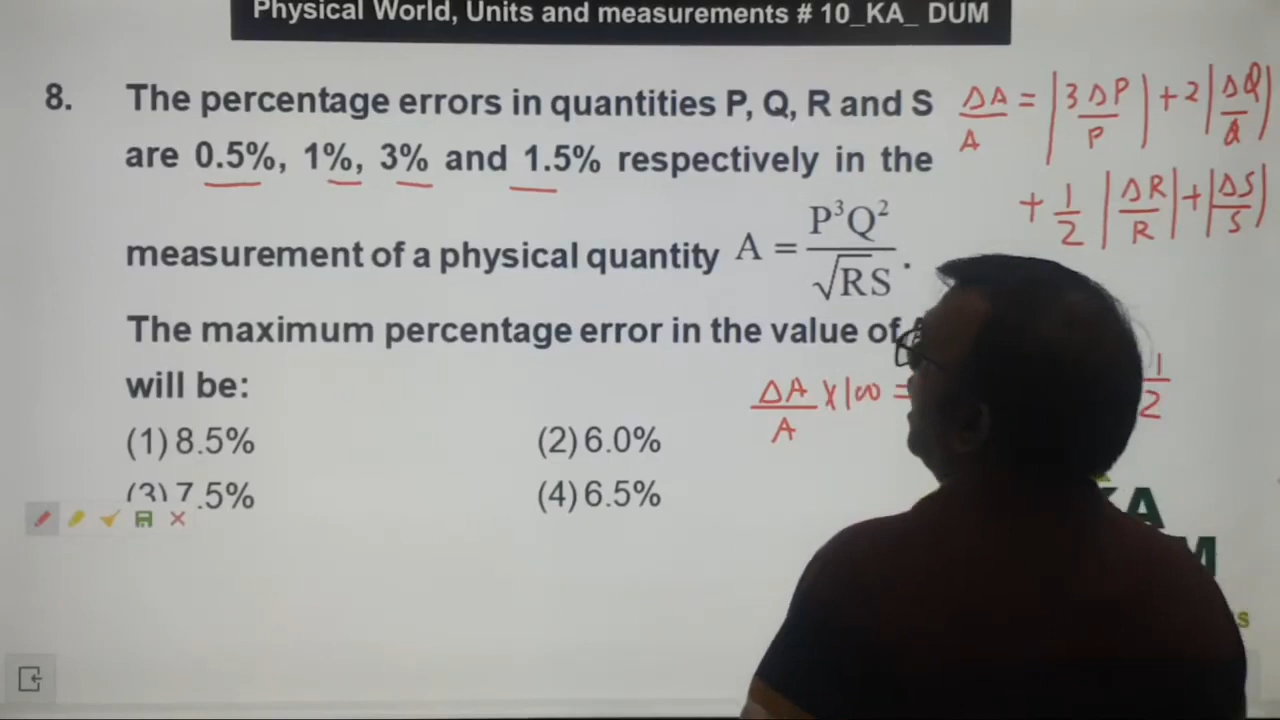 Physical World, Units and measurements # 10_KA_ DUM
8. The percentage errors in quantities P, Q, R and S
are 0.5%, 1%, 3% and 1.5% respectively in the
measurement of a physical quantity A = P³Q² / √R S .
The maximum percentage error in the value of
will be:
(1) 8.5% (2) 6.0%
(3) 7.5% (4) 6.5%
ΔA/A = |3 ΔP/P| + 2 |ΔQ/Q|
+ 1/2 |ΔR/R| + |ΔS/S|
ΔA/A × 100 =
1/2
KA
M
s